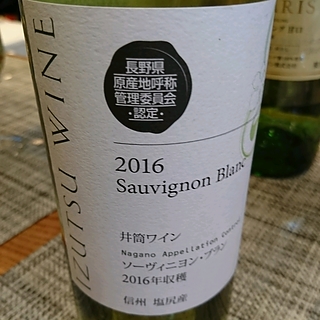 IZUTSU WINE
長野県
原産地呼称
管理委員会
・認定・
2016
Sauvignon Blanc
井筒ワイン
Nagano Appellation Control
ソーヴィニヨン・ブラン
2016年収穫
信州 塩尻産
RIS